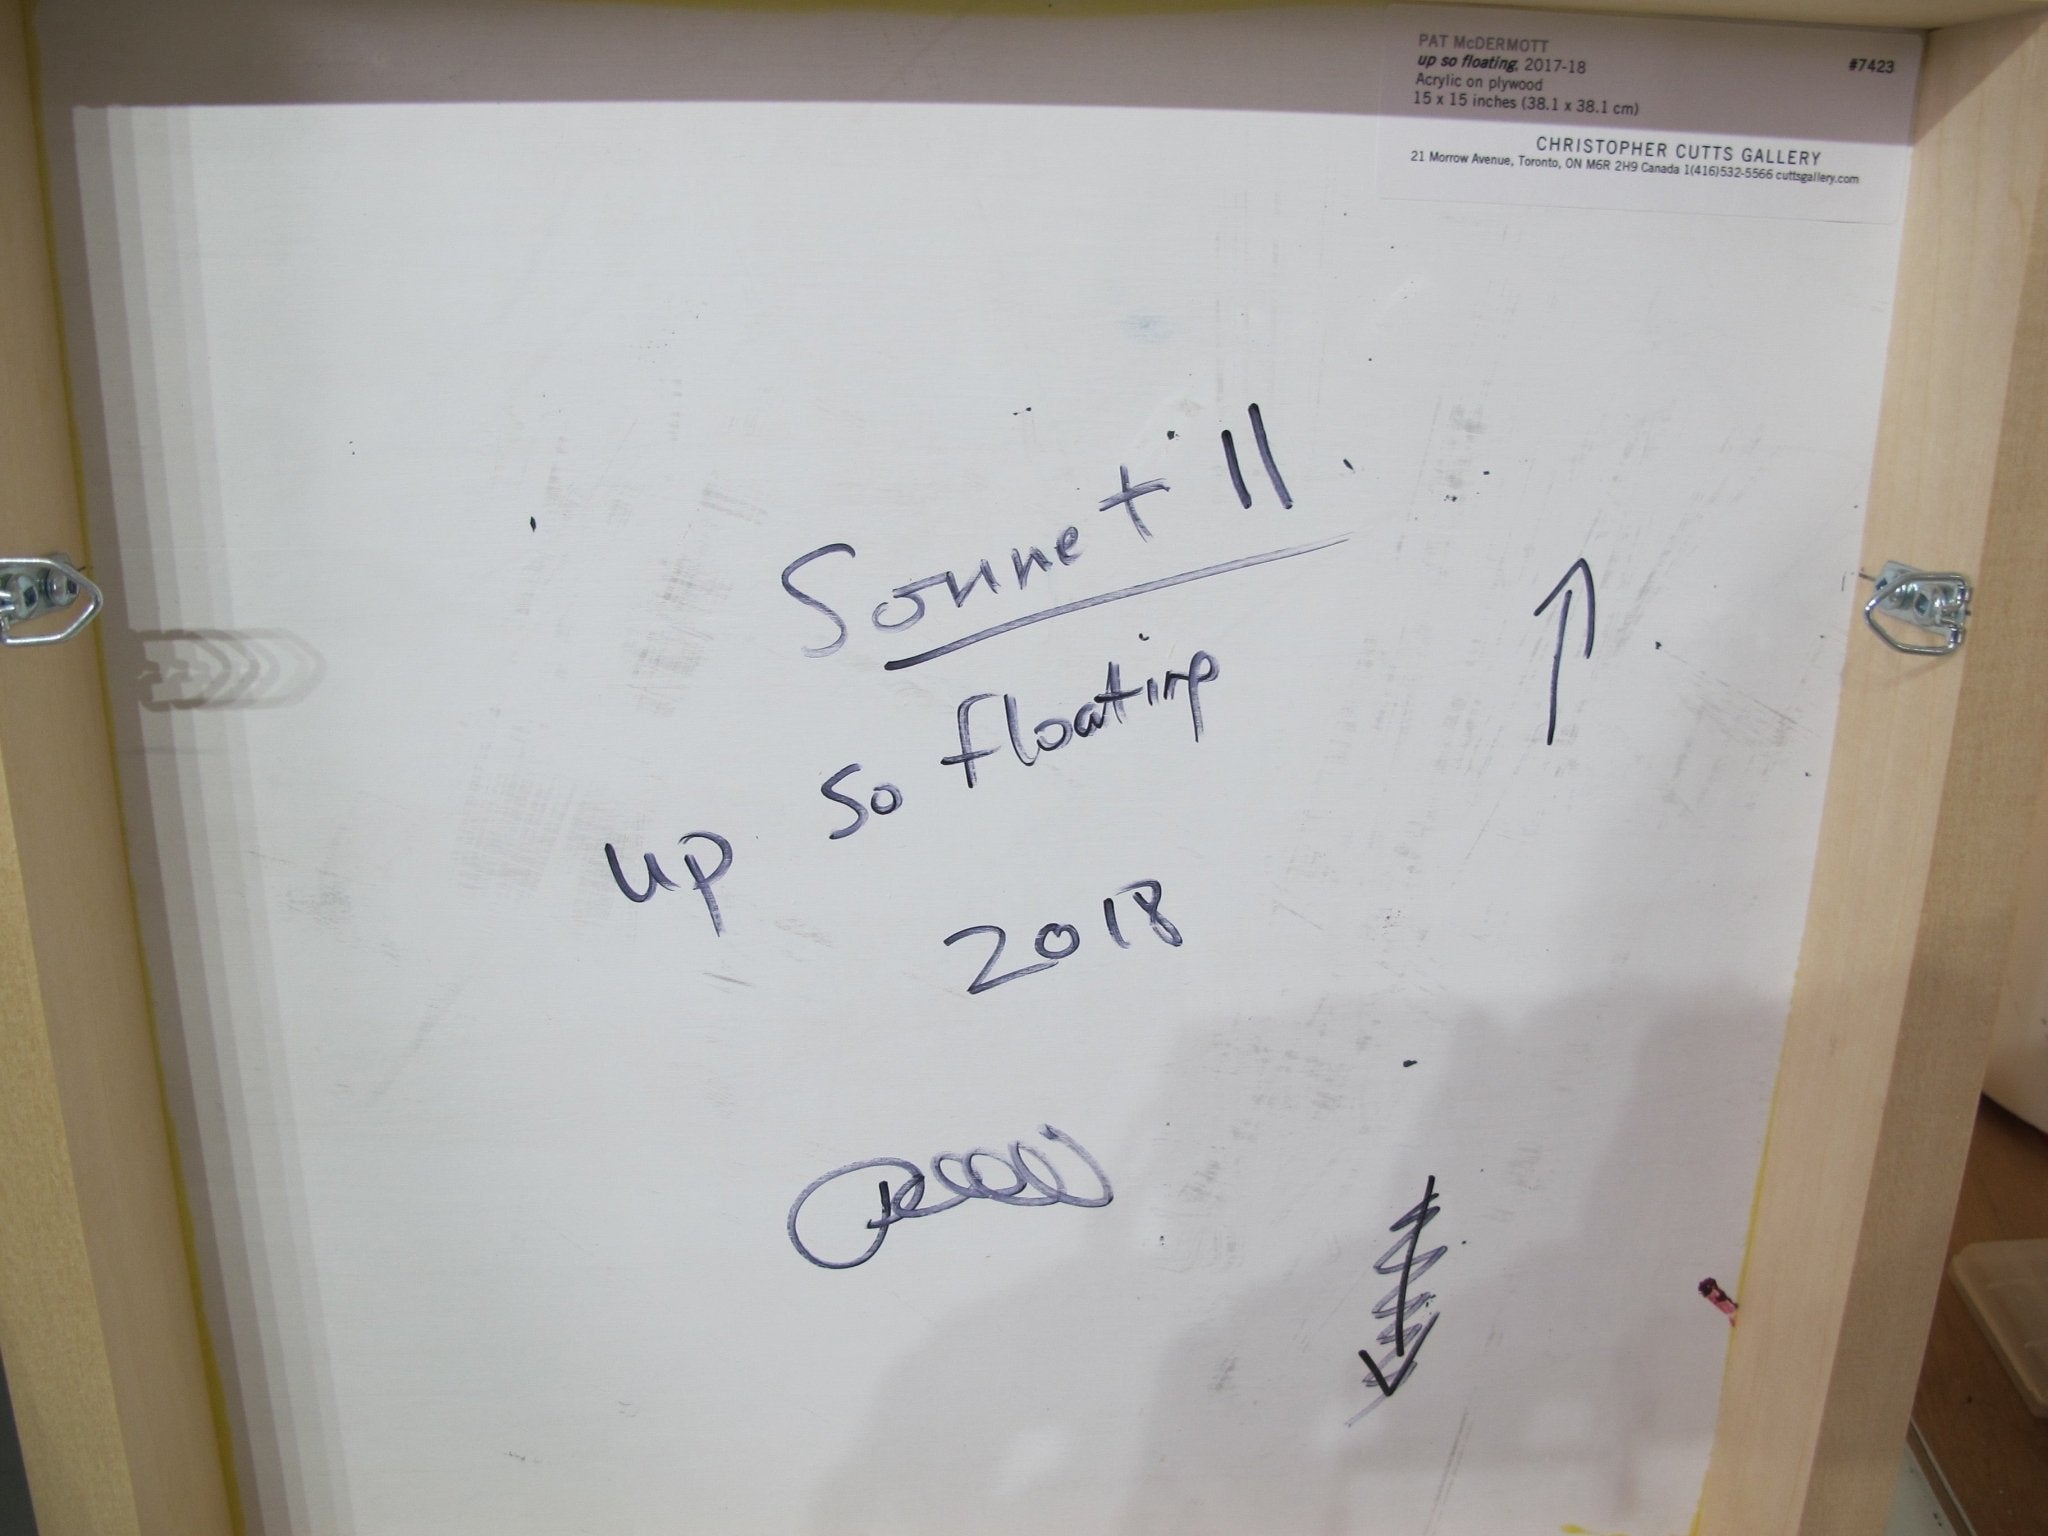 PAT McDERMOTT
up so floating, 2017-18 #7423
Acrylic on plywood
15 x 15 inches (38.1 x 38.1 cm)
CHRISTOPHER CUTTS GALLERY
21 Morrow Avenue, Toronto, ON M6R 2H9 Canada 1(416)532-5566 cuttsgallery.com
Sonnet 11
up so floating
2018